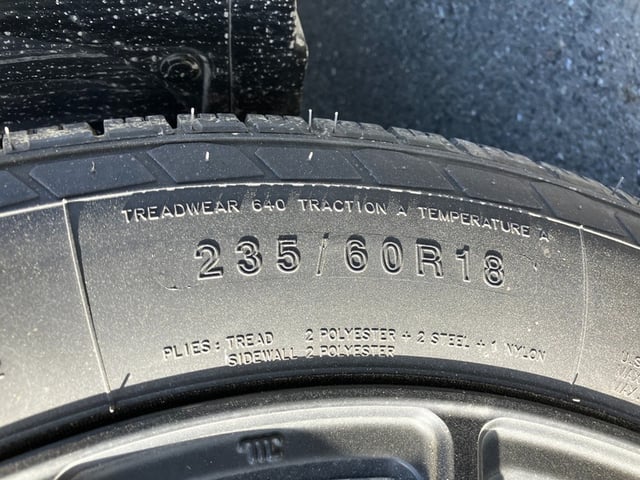 TREADWEAR 640 TRACTION A TEMPERATURE A
235/60R18
PLIES: TREAD 2 POLYESTER + 2 STEEL + 1 NYLON
SIDEWALL 2 POLYESTER